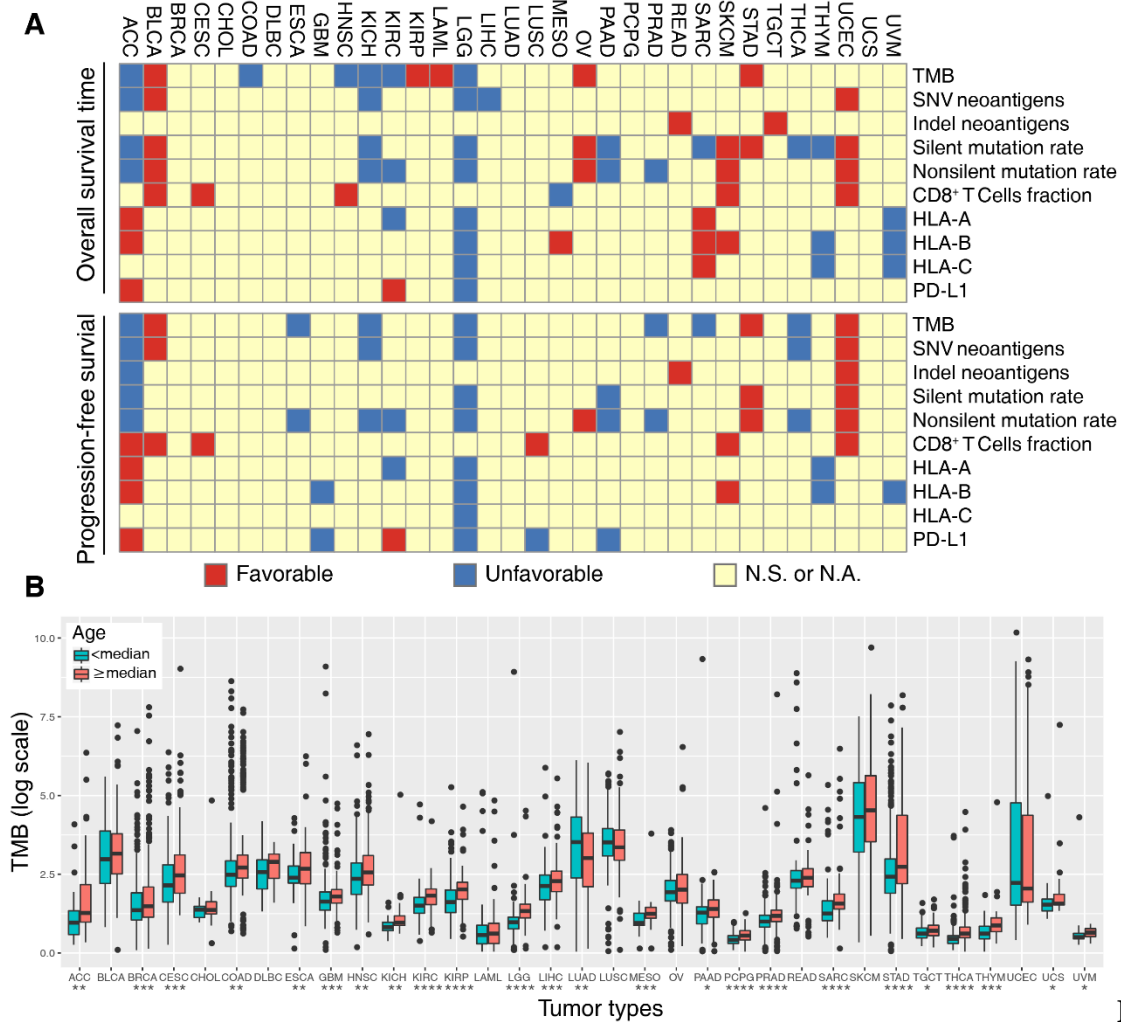 A
ACC BLCA BRCA CESC CHOL COAD DLBC ESCA GBM HNSC KICH KIRC KIRP LAML LGG LIHC LUAD LUSC MESO OV PAAD PCPG PRAD READ SARC SKCM STAD TGCT THCA THYM UCEC UCS UVM
Overall survival time
TMB
SNV neoantigens
Indel neoantigens
Silent mutation rate
Nonsilent mutation rate
CD8+ T Cells fraction
HLA-A
HLA-B
HLA-C
PD-L1
Progression-free survial
TMB
SNV neoantigens
Indel neoantigens
Silent mutation rate
Nonsilent mutation rate
CD8+ T Cells fraction
HLA-A
HLA-B
HLA-C
PD-L1
Favorable Unfavorable N.S. or N.A.
B
Age
<median
≥median
TMB (log scale)
10.0
7.5
5.0
2.5
0.0
ACC BLCA BRCA CESC CHOL COAD DLBC ESCA GBM HNSC KICH KIRC KIRP LAML LGG LIHC LUAD LUSC MESO OV PAAD PCPG PRAD READ SARC SKCM STAD TGCT THCA THYM UCEC UCS UVM
** *** *** ** ** *** ** ** **** **** **** *** ** *** * **** **** **** **** * **** *** * *
Tumor types